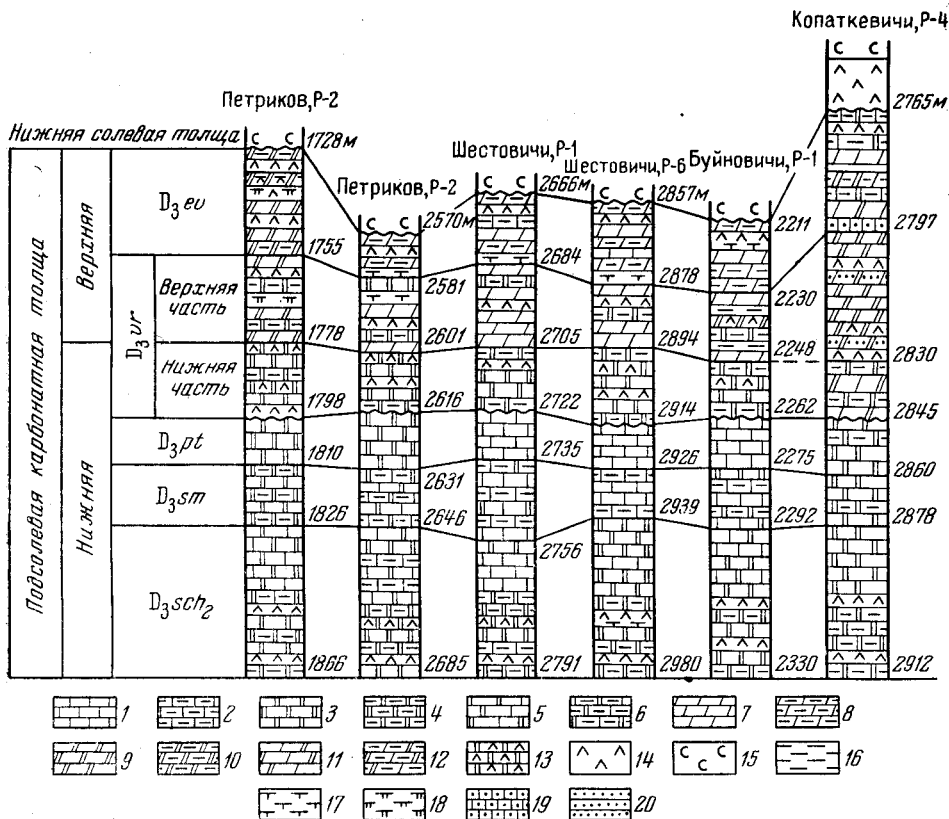 Копаткевичи, Р-4
Петриков, Р-2
Нижняя солевая толща
Шестовичи, Р-1
Шестовичи, Р-6
Буйновичи, Р-1
Петриков, Р-2
с с
1728м
с с
2570м
с с
2666м
с с
2857м
с с
2211
с с
2765м
Подсолевая карбонатная толща
Верхняя
Нижняя
D₃ev
D₃vr
Верхняя часть
Нижняя часть
D₃pt
D₃sm
D₃sch₂
1755 2581 2684 2878 2230 2797
1778 2601 2705 2894 2248 2830
1798 2616 2722 2914 2262 2845
1810 2631 2735 2926 2275 2860
1826 2646 2756 2939 2292 2878
1866 2685 2791 2980 2330 2912
1 2 3 4 5 6 7 8
9 10 11 12 13 14 с с с с 15 16
17 18 19 20